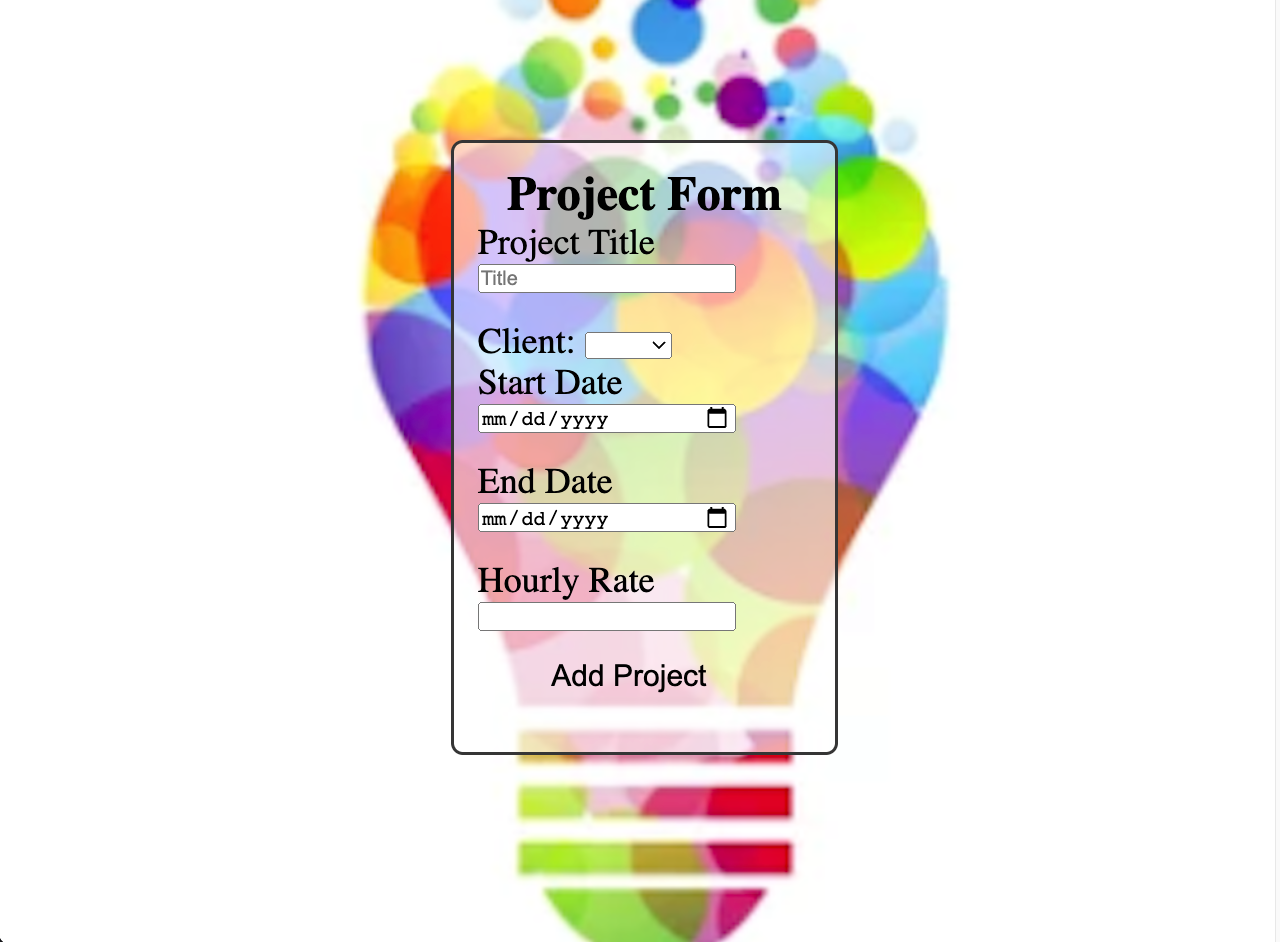 Project Form
Project Title
Title
Client:
Start Date
mm/dd/yyyy
End Date
mm/dd/yyyy
Hourly Rate
Add Project